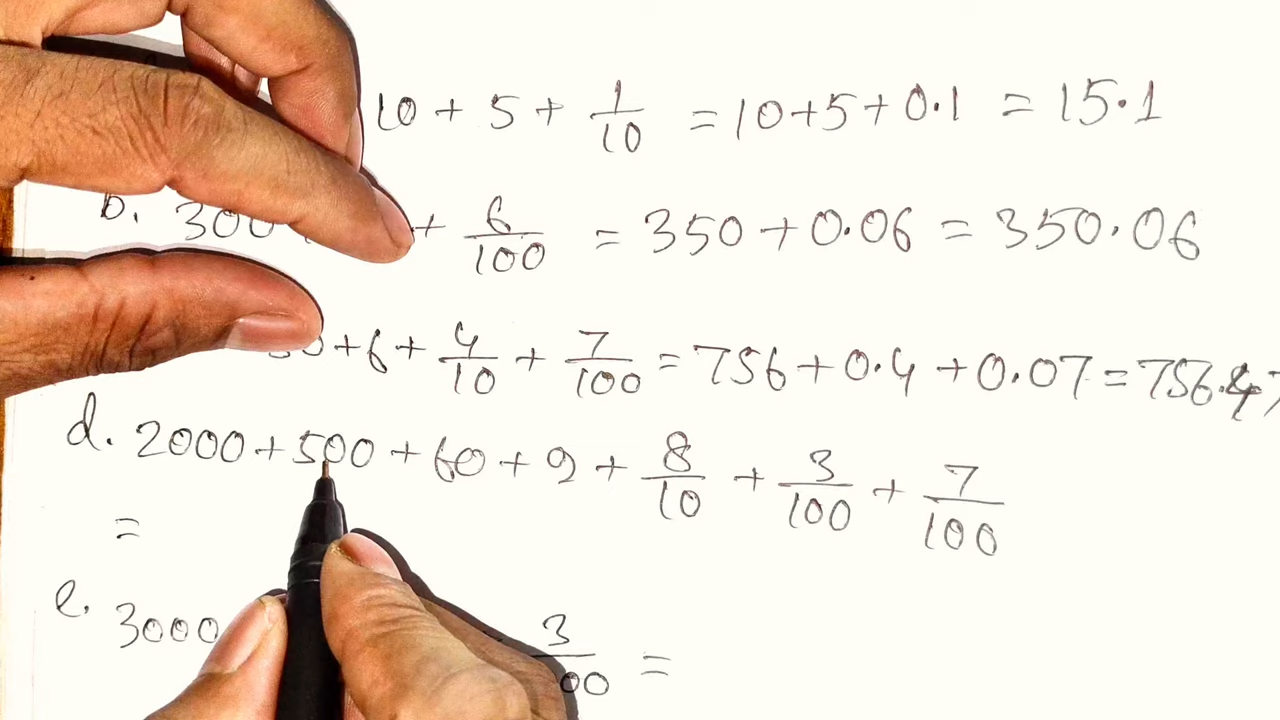 10 + 5 + 1/10 = 10+5+0.1 = 15.1
b. 300 + 6/100 = 350+0.06 = 350.06
+6+ 4/10 + 7/100 = 756+0.4+0.07 = 756.47
d. 2000+500+60+9+ 8/10 + 3/100 + 7/100
=
e. 3000 3/ 00 =